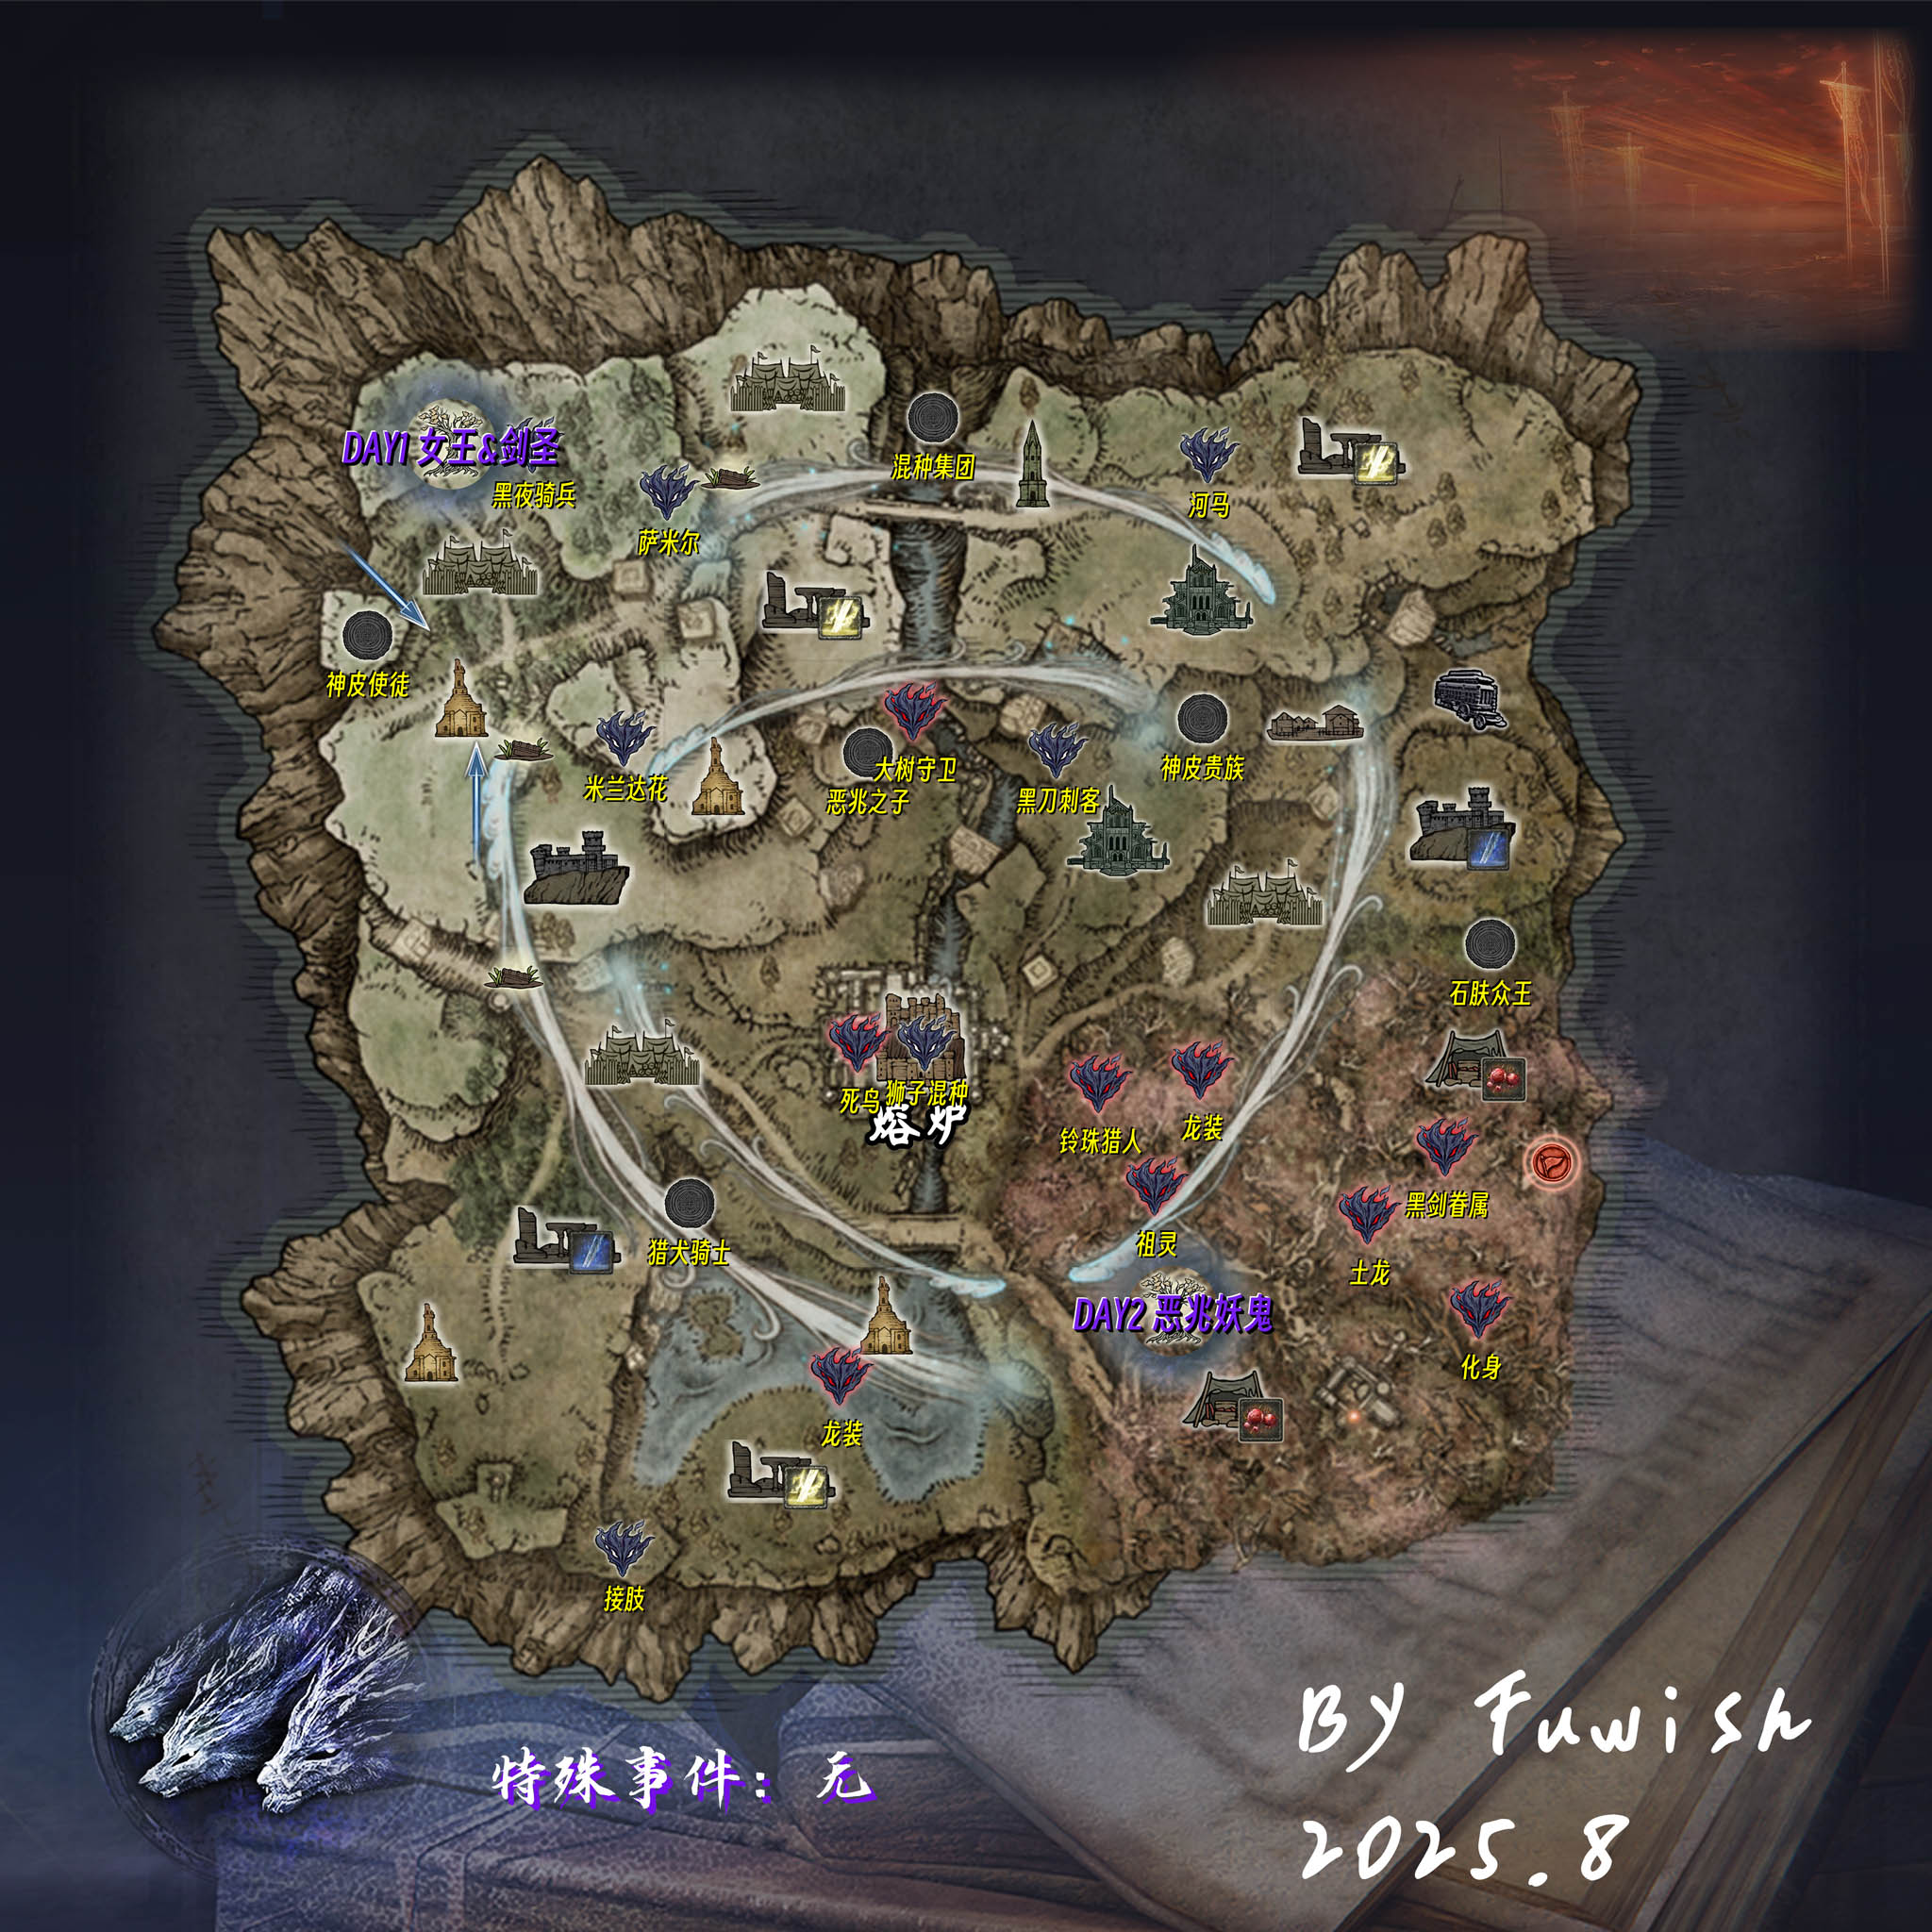 DAY1 女王&剑圣
黑夜骑兵
混种集团
河马
萨米尔
神皮使徒
米兰达花
大树守卫
恶兆之子
黑刀刺客
神皮贵族
石肤众王
死鸟
狮子混种
熔炉
铃珠猎人
龙装
黑剑眷属
祖灵
猎犬骑士
土龙
DAY2 恶兆妖鬼
化身
龙装
接肢
特殊事件：无
By Fuwish
2025.8